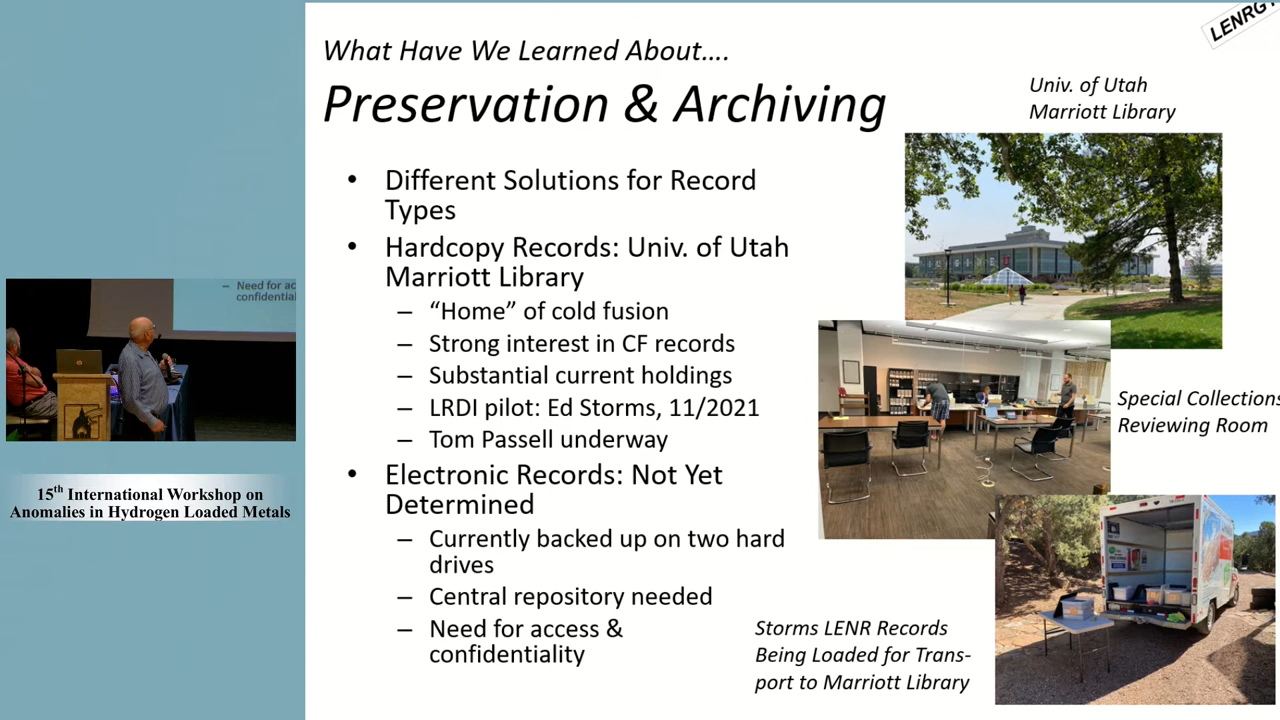 What Have We Learned About....
Preservation & Archiving
• Different Solutions for Record
Types
• Hardcopy Records: Univ. of Utah
Marriott Library
– “Home” of cold fusion
– Strong interest in CF records
– Substantial current holdings
– LRDI pilot: Ed Storms, 11/2021
– Tom Passell underway
• Electronic Records: Not Yet
Determined
– Currently backed up on two hard
drives
– Central repository needed
– Need for access &
confidentiality
Univ. of Utah
Marriott Library
Special Collections
Reviewing Room
Storms LENR Records
Being Loaded for Trans-
port to Marriott Library
– Need for ac
confidential
15th International Workshop on
Anomalies in Hydrogen Loaded Metals